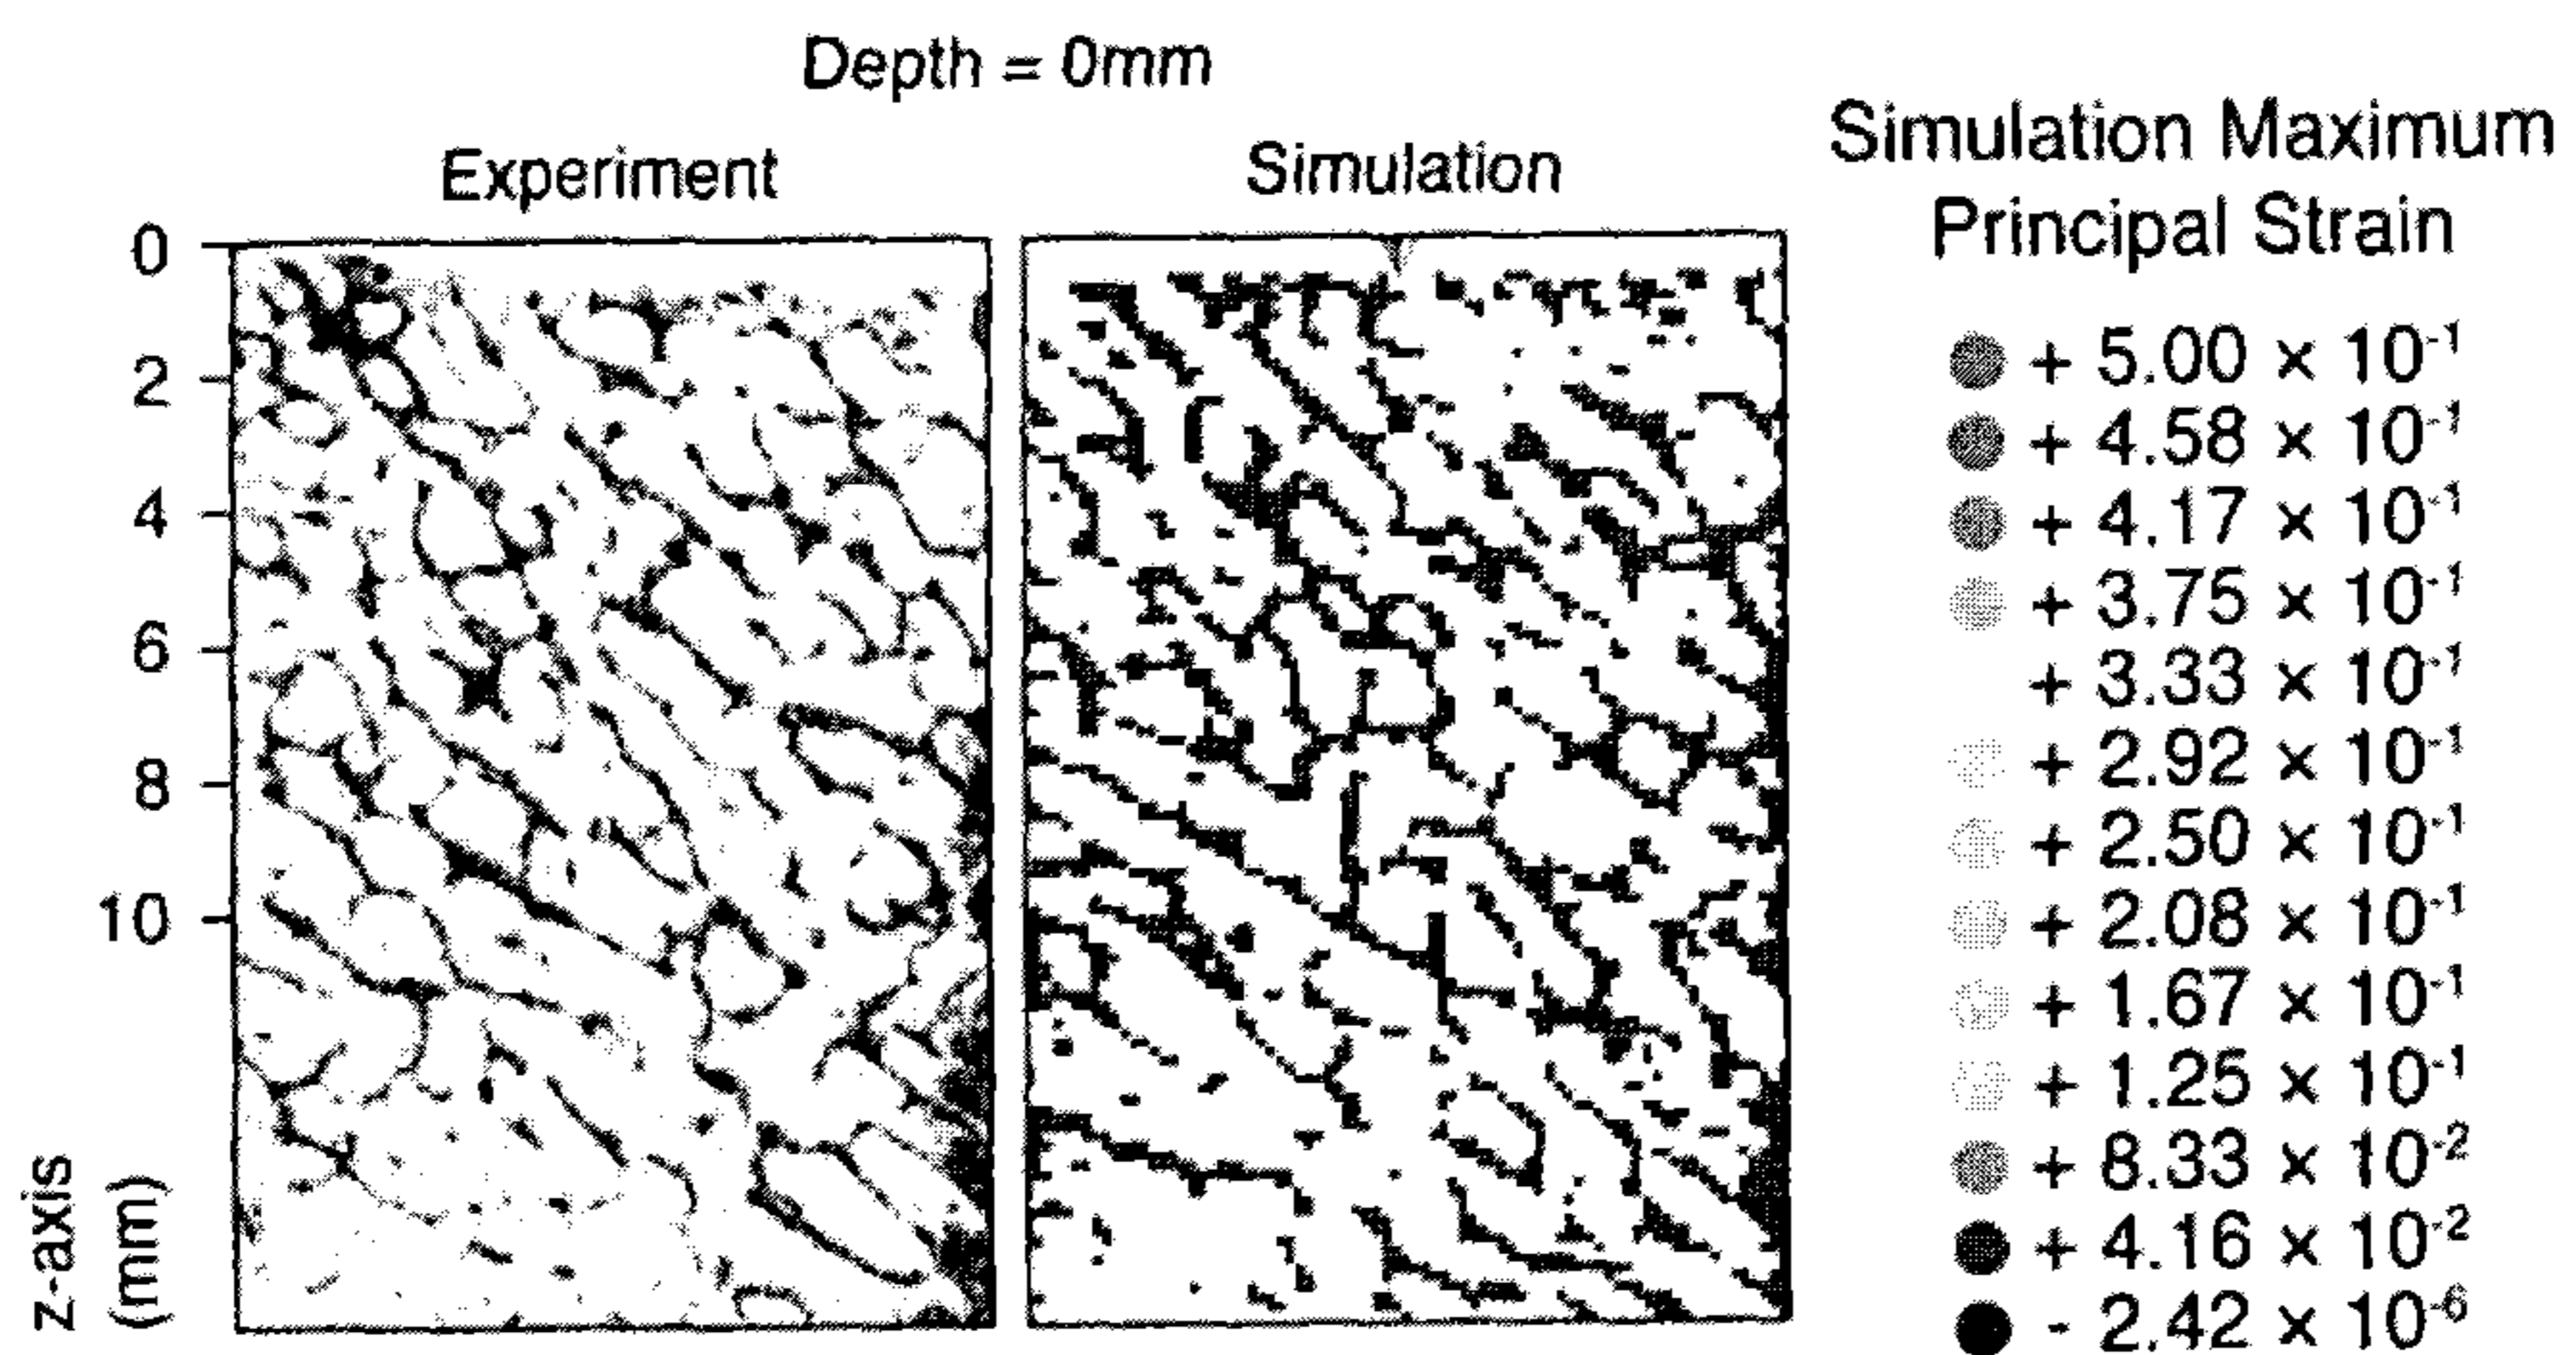 Depth = 0mm
Experiment
Simulation
Simulation Maximum
Principal Strain
0
2
4
6
8
10
z-axis
(mm)
+ 5.00 × 10⁻¹
+ 4.58 × 10⁻¹
+ 4.17 × 10⁻¹
+ 3.75 × 10⁻¹
+ 3.33 × 10⁻¹
+ 2.92 × 10⁻¹
+ 2.50 × 10⁻¹
+ 2.08 × 10⁻¹
+ 1.67 × 10⁻¹
+ 1.25 × 10⁻¹
+ 8.33 × 10⁻²
+ 4.16 × 10⁻²
- 2.42 × 10⁻⁶